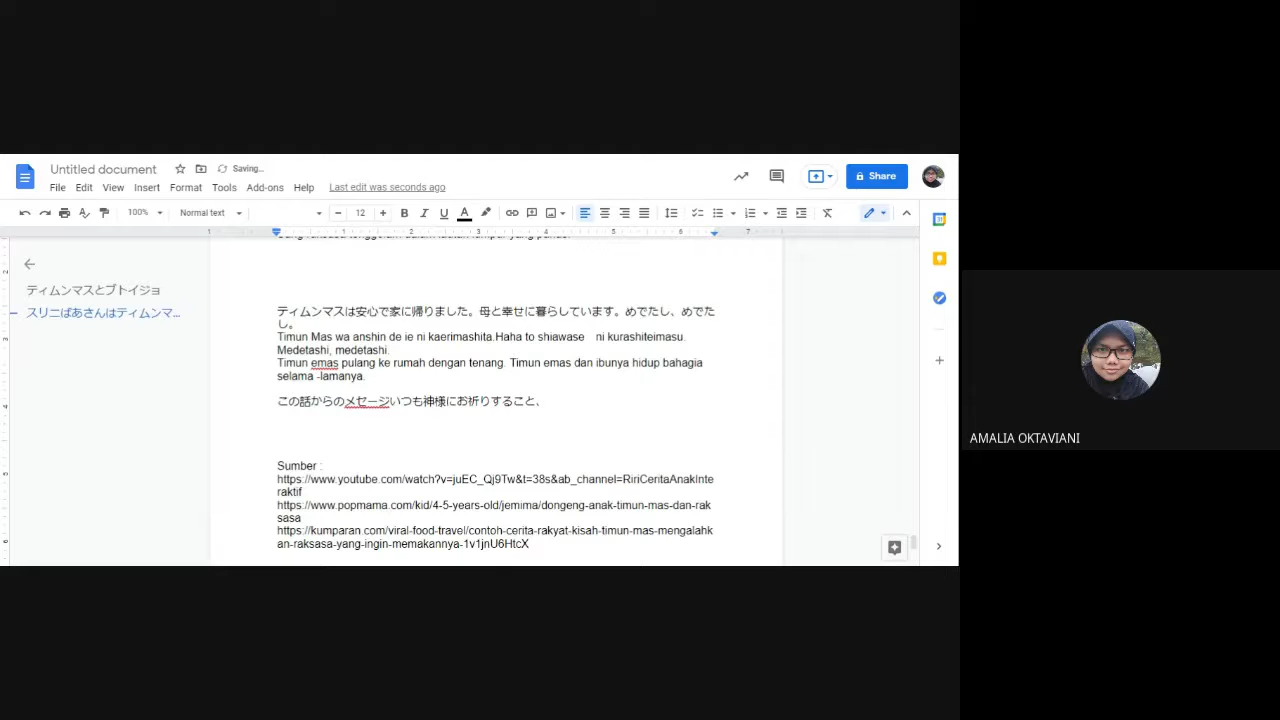 Untitled document
Saving...
File Edit View Insert Format Tools Add-ons Help Last edit was seconds ago
Share
100% Normal text 12
1 1 2 3 4 5 6 7
ティムンマスとブトイジョ
スリニばあさんはティムンマ...
ティムンマスは安心で家に帰りました。母と幸せに暮らしています。めでたし、めでた
し。
Timun Mas wa anshin de ie ni kaerimashita.Haha to shiawase ni kurashiteimasu.
Medetashi, medetashi.
Timun emas pulang ke rumah dengan tenang. Timun emas dan ibunya hidup bahagia
selama -lamanya.
この話からのメセージいつも神様にお祈りすること、
Sumber :
https://www.youtube.com/watch?v=juEC_Qj9Tw&t=38s&ab_channel=RiriCeritaAnakInte
raktif
https://www.popmama.com/kid/4-5-years-old/jemima/dongeng-anak-timun-mas-dan-rak
sasa
https://kumparan.com/viral-food-travel/contoh-cerita-rakyat-kisah-timun-mas-mengalahk
an-raksasa-yang-ingin-memakannya-1v1jnU6HtcX
AMALIA OKTAVIANI